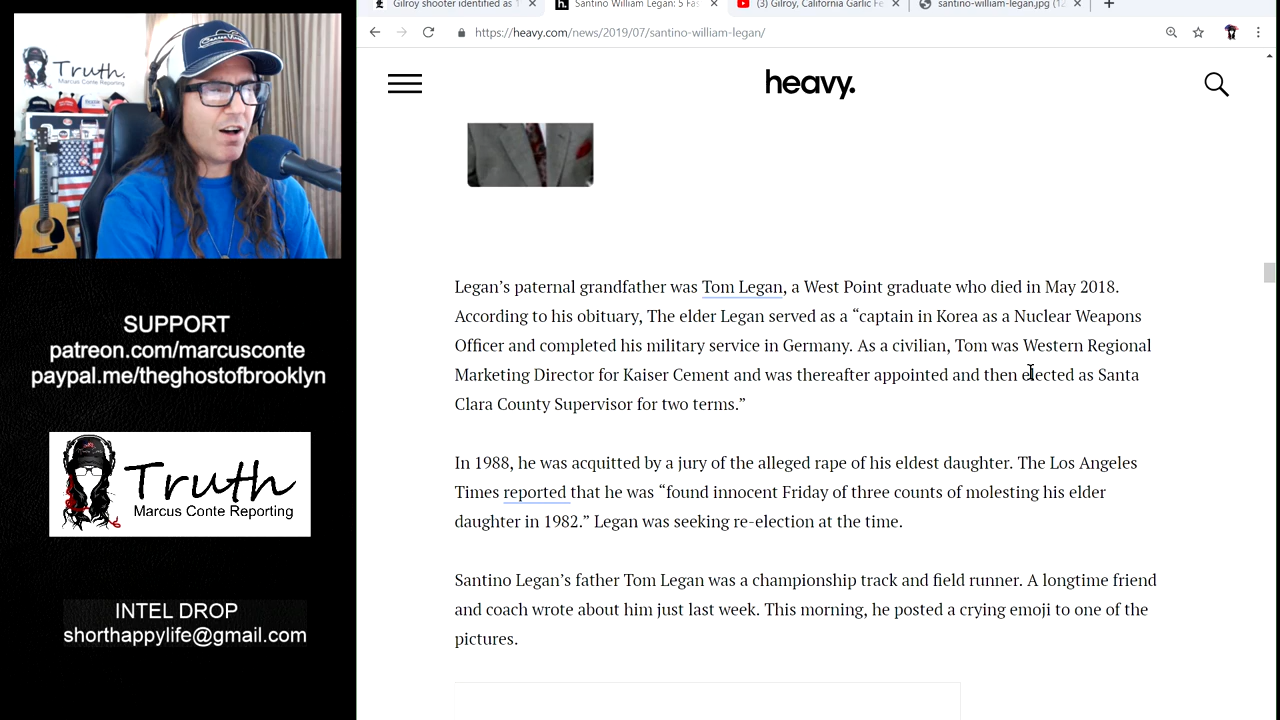 Gilroy shooter identified as
Santino William Legan: 5 Fas
(3) Gilroy, California Garlic Fe
santino-william-legan.jpg (12
https://heavy.com/news/2019/07/santino-william-legan/
heavy.
Truth.
Marcus Conte Reporting
SUPPORT
patreon.com/marcusconte
paypal.me/theghostofbrooklyn
Truth
Marcus Conte Reporting
INTEL DROP
shorthappylife@gmail.com
Legan’s paternal grandfather was Tom Legan, a West Point graduate who died in May 2018.
According to his obituary, The elder Legan served as a “captain in Korea as a Nuclear Weapons
Officer and completed his military service in Germany. As a civilian, Tom was Western Regional
Marketing Director for Kaiser Cement and was thereafter appointed and then elected as Santa
Clara County Supervisor for two terms.”
In 1988, he was acquitted by a jury of the alleged rape of his eldest daughter. The Los Angeles
Times reported that he was “found innocent Friday of three counts of molesting his elder
daughter in 1982.” Legan was seeking re-election at the time.
Santino Legan’s father Tom Legan was a championship track and field runner. A longtime friend
and coach wrote about him just last week. This morning, he posted a crying emoji to one of the
pictures.